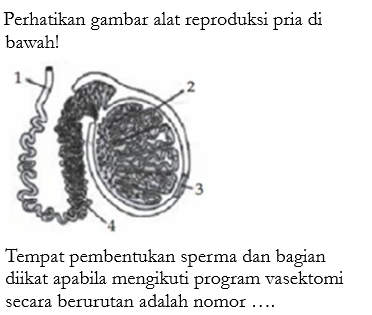 Perhatikan gambar alat reproduksi pria di
bawah!
1
2
3
4
Tempat pembentukan sperma dan bagian
diikat apabila mengikuti program vasektomi
secara berurutan adalah nomor ....